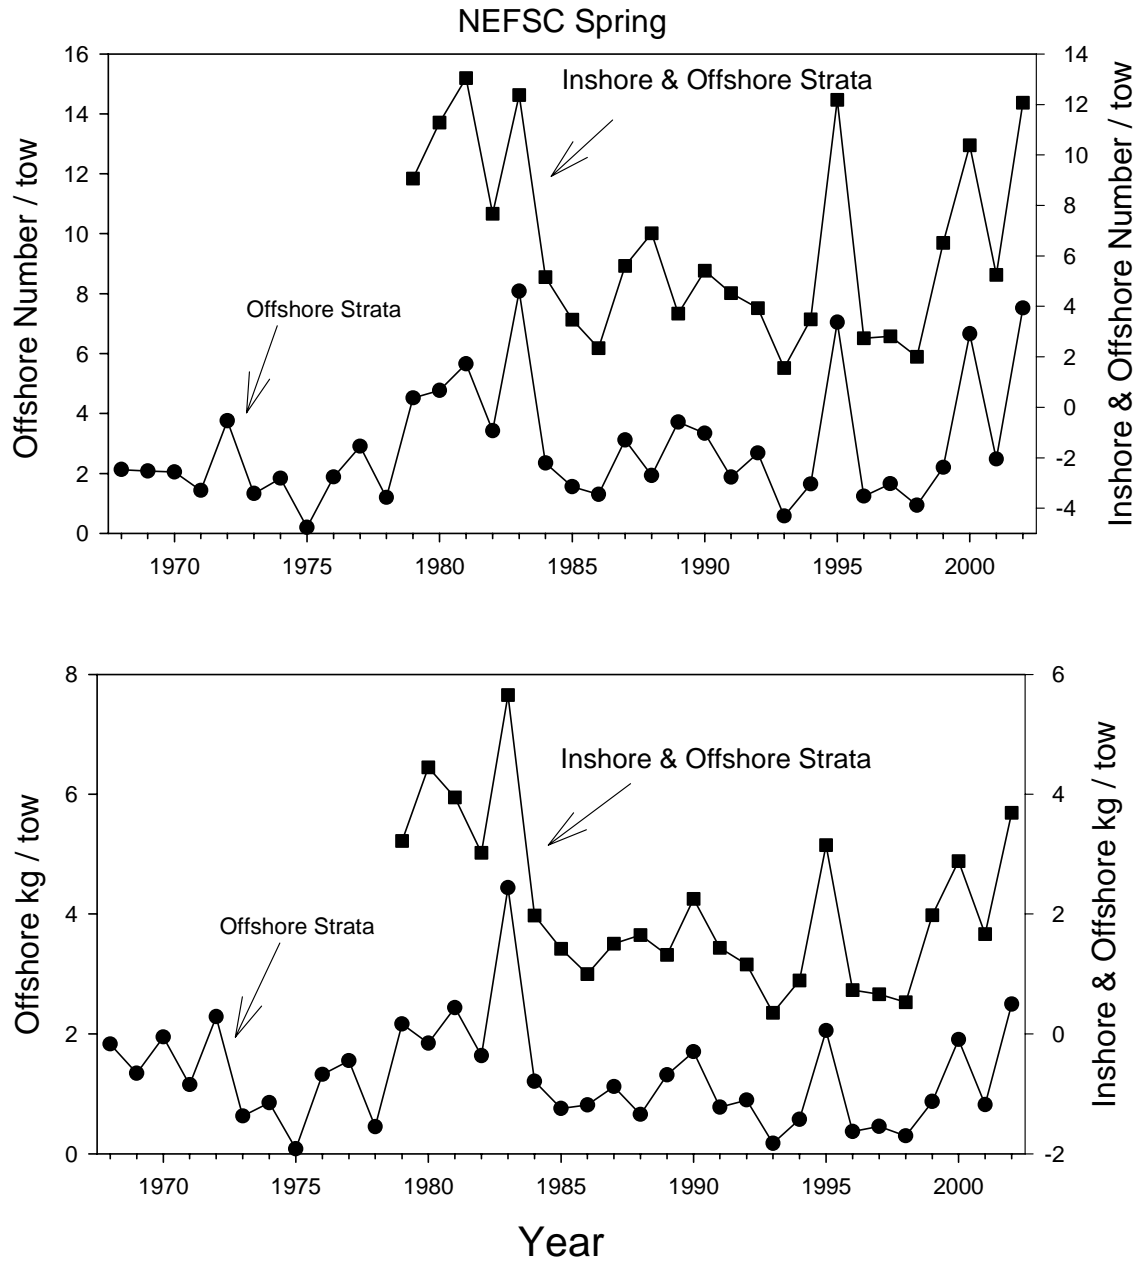 NEFSC Spring
16
14
12
10
8
6
4
2
0
Offshore Number / tow
14
12
10
8
6
4
2
0
-2
-4
Inshore & Offshore Number / tow
Inshore & Offshore Strata
Offshore Strata
1970 1975 1980 1985 1990 1995 2000
8
6
4
2
0
Offshore kg / tow
6
4
2
0
-2
Inshore & Offshore kg / tow
Inshore & Offshore Strata
Offshore Strata
1970 1975 1980 1985 1990 1995 2000
Year